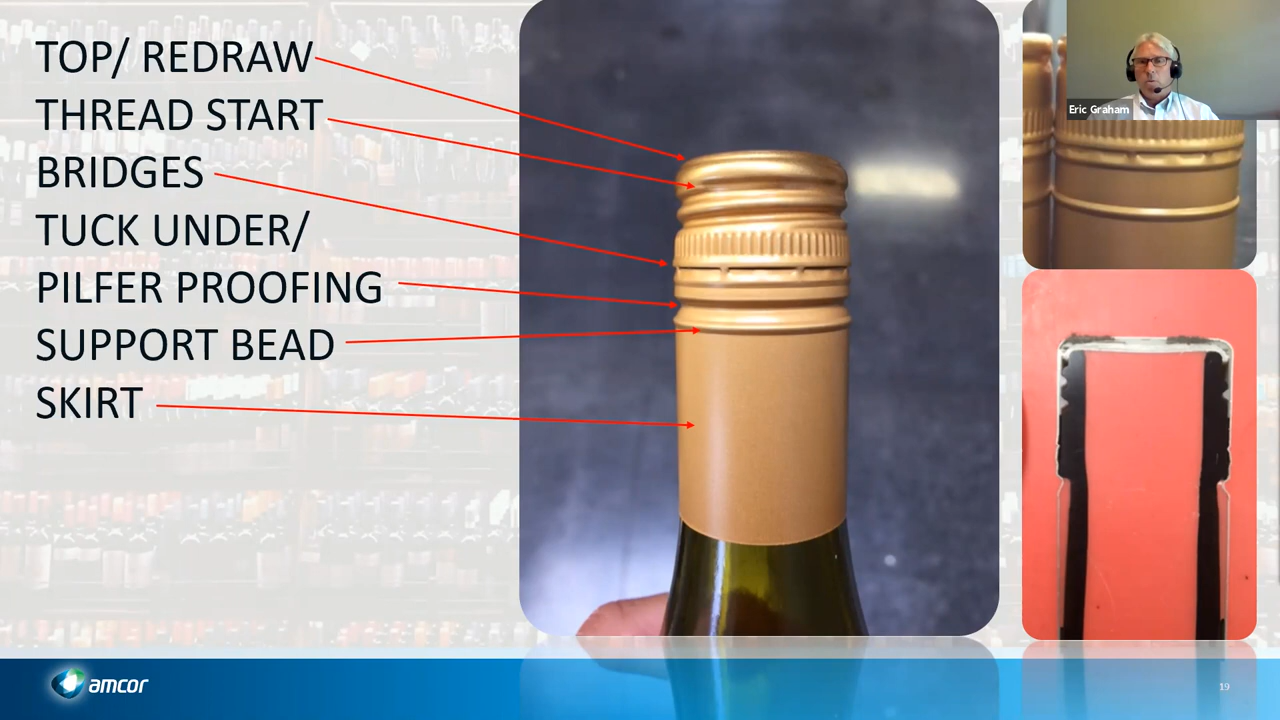 TOP/ REDRAW
THREAD START
BRIDGES
TUCK UNDER/
PILFER PROOFING
SUPPORT BEAD
SKIRT
Eric Graham
amcor
19